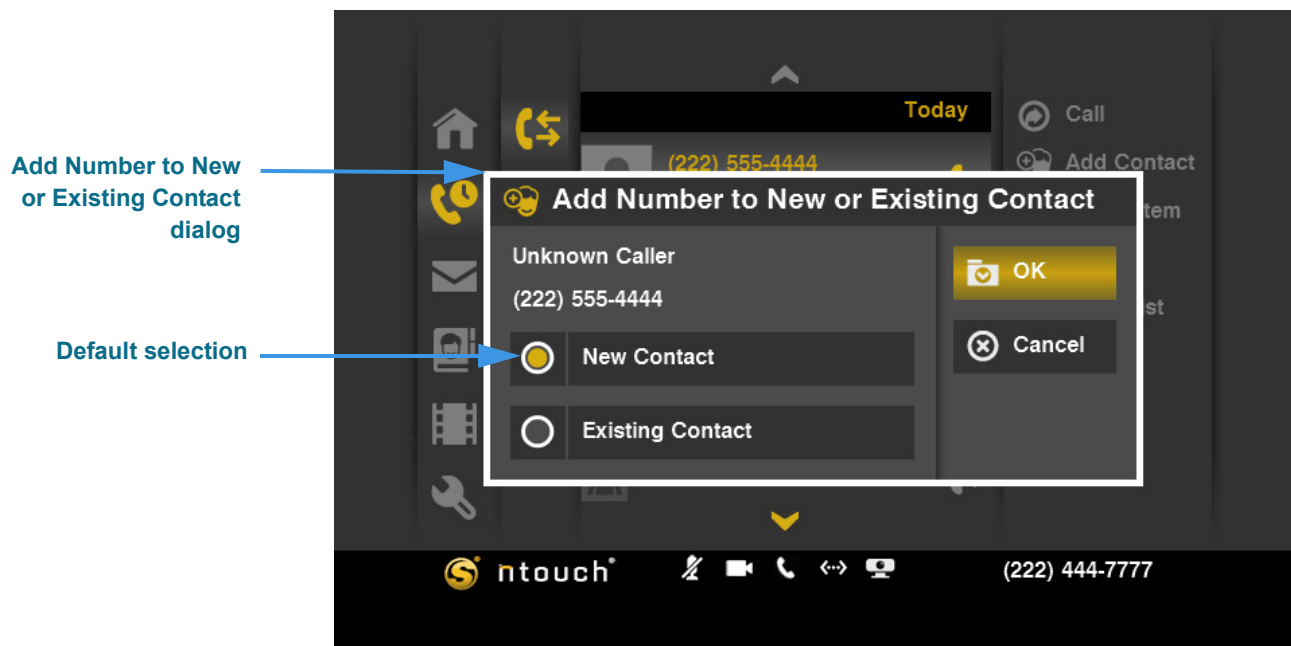 Today
Call
(222) 555-4444
Add Contact
Add Number to New
or Existing Contact
dialog
Add Number to New or Existing Contact
tem
Unknown Caller
OK
(222) 555-4444
st
Default selection
New Contact
Cancel
Existing Contact
ntouch
(222) 444-7777